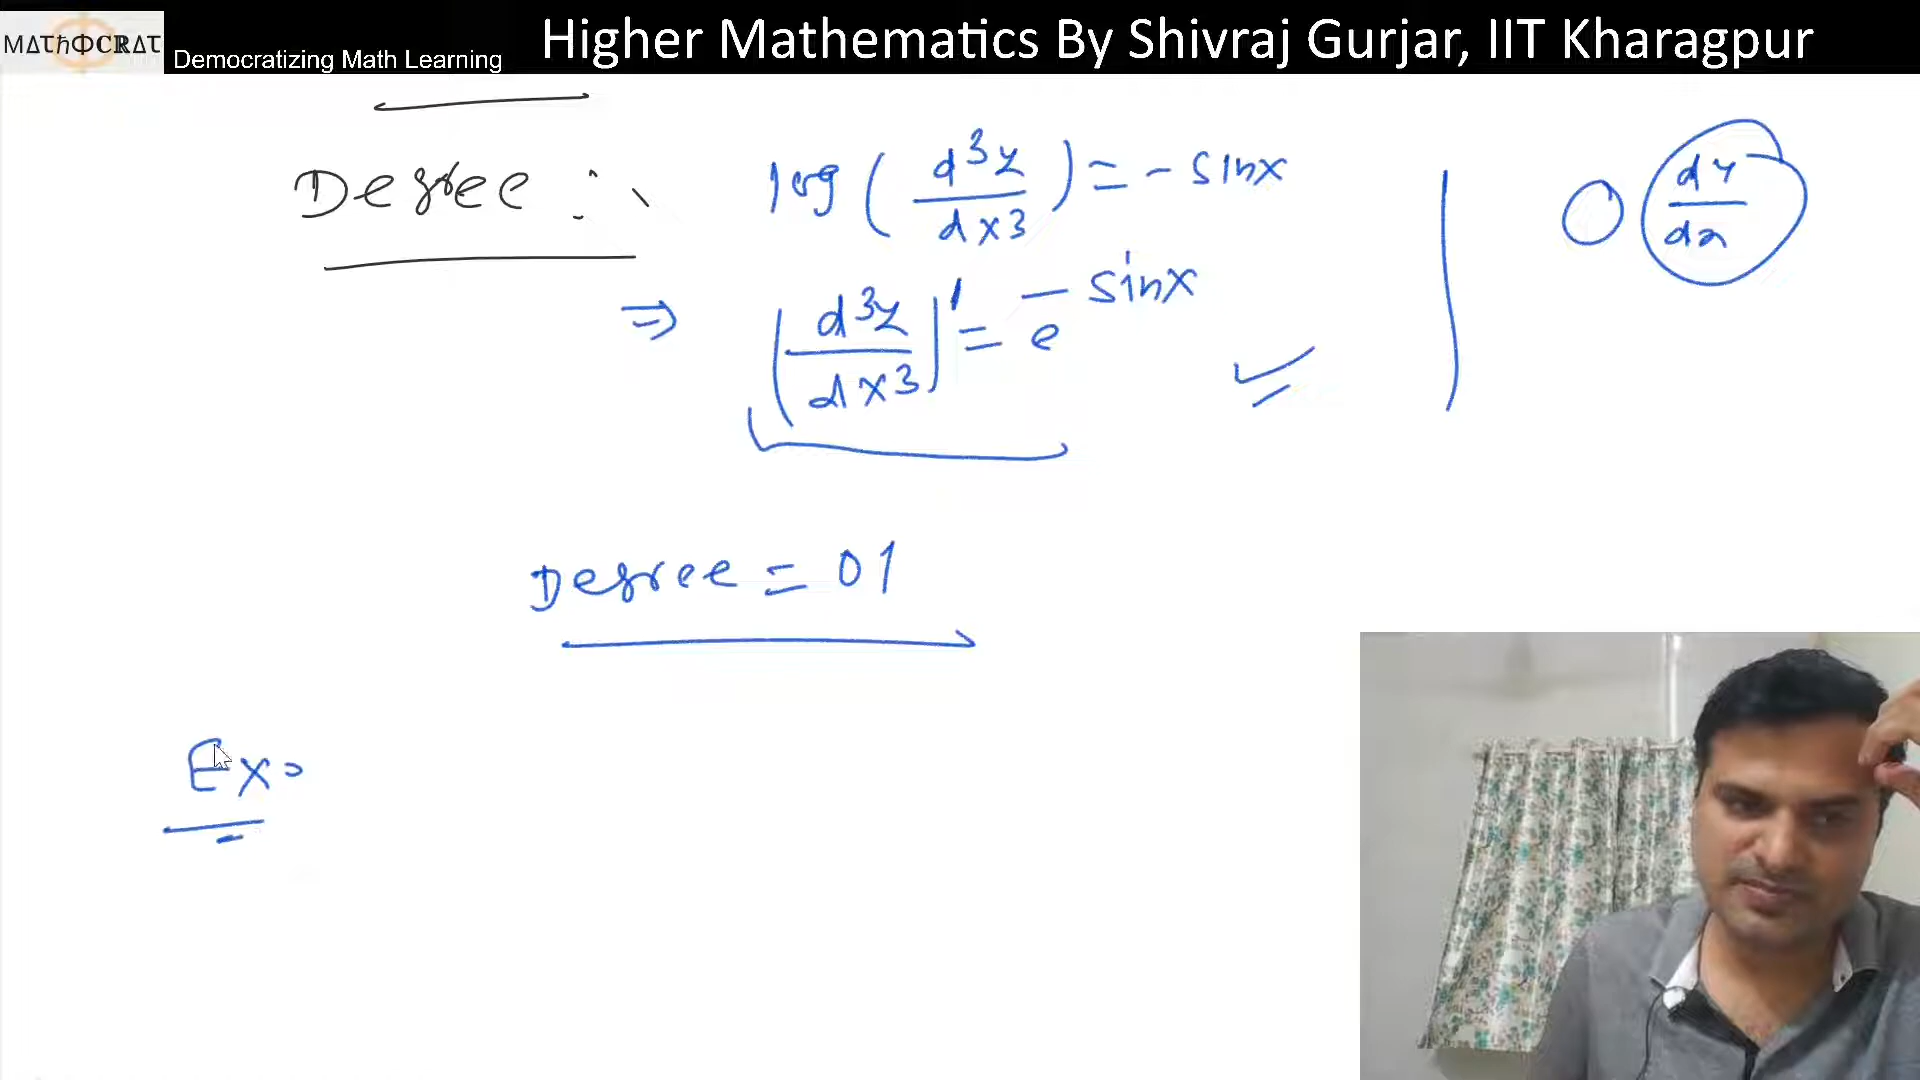 MΔTHΦCRΔT
Democratizing Math Learning
Higher Mathematics By Shivraj Gurjar, IIT Kharagpur
Degree :
log ( d³y / dx3 ) = - sinx
⇒ ( d³y / dx3 )¹ = e^- sinx
dy / dx
Degree = 01
Ex